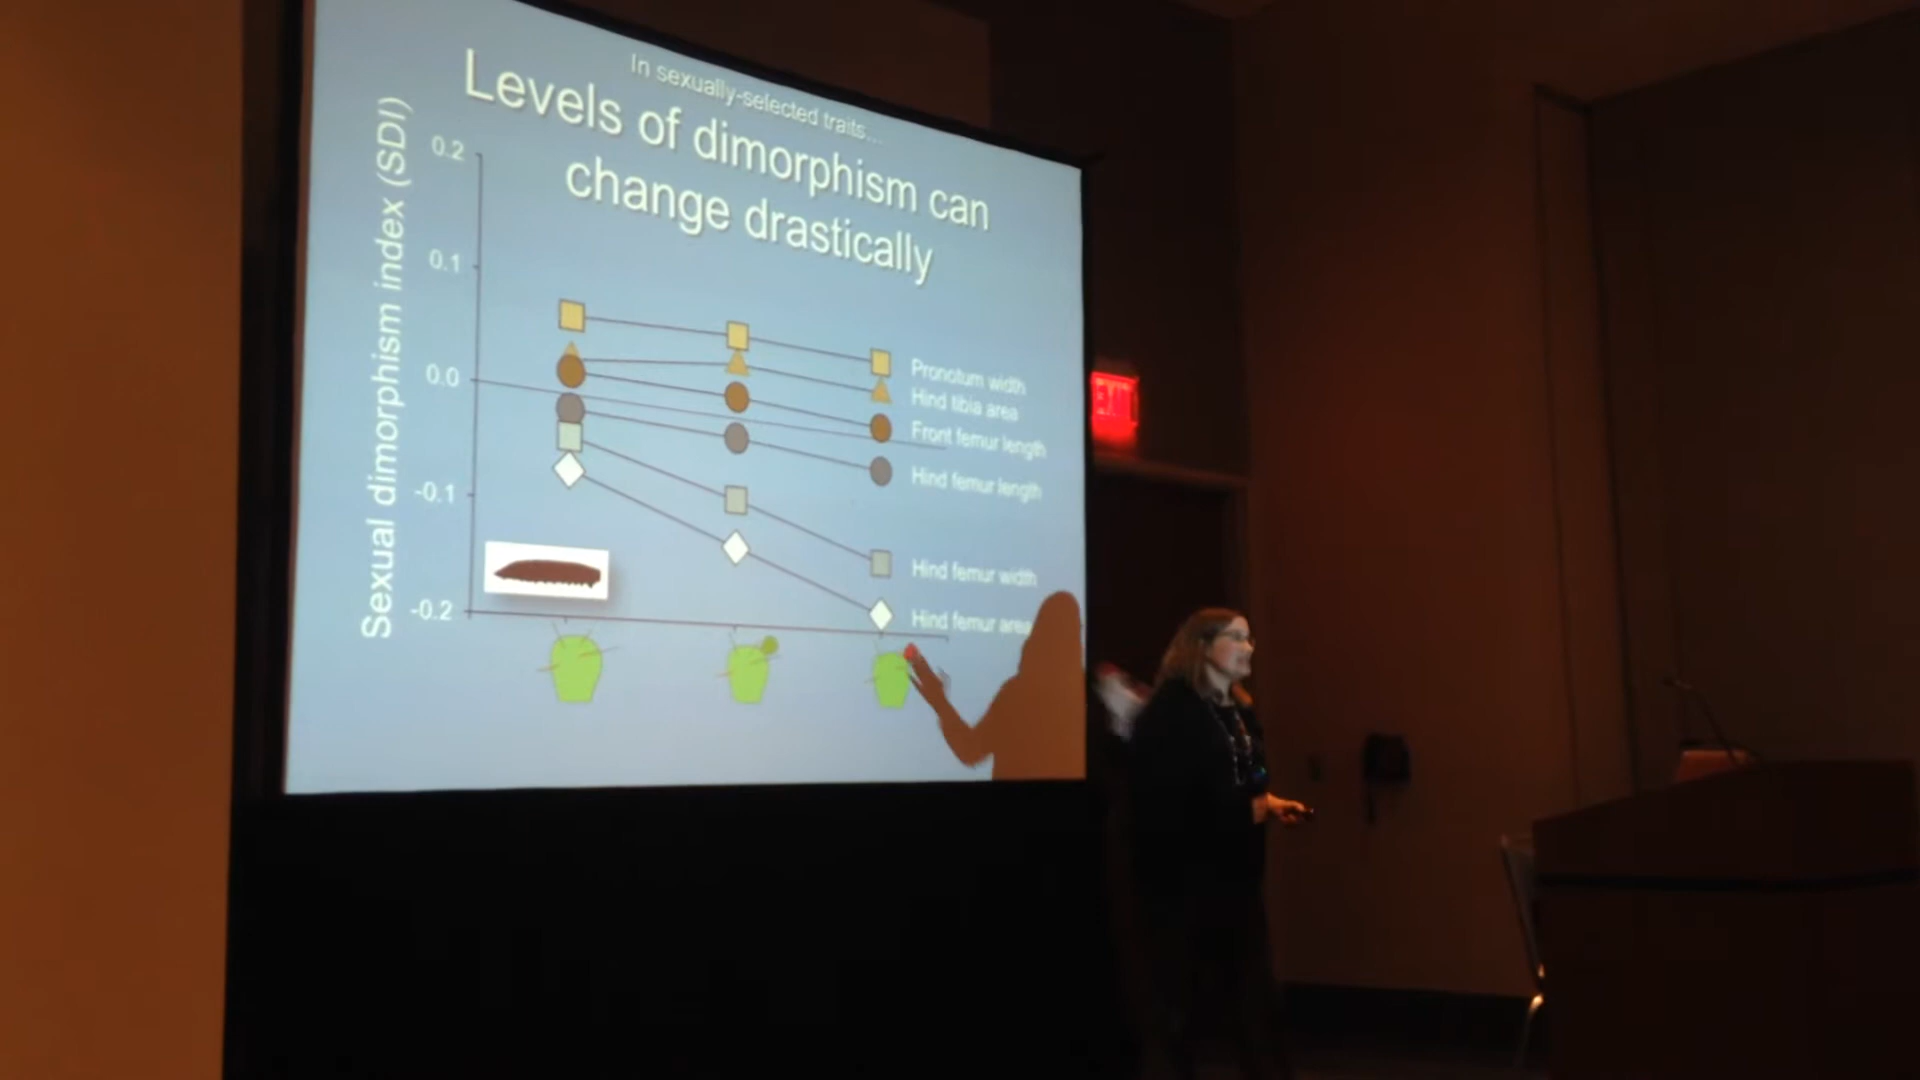 In sexually-selected traits...
Levels of dimorphism can
change drastically
Sexual dimorphism index (SDI)
0.2
0.1
0.0
-0.1
-0.2
Pronotum width
Hind tibia area
Front femur length
Hind femur length
Hind femur width
Hind femur area
EXIT